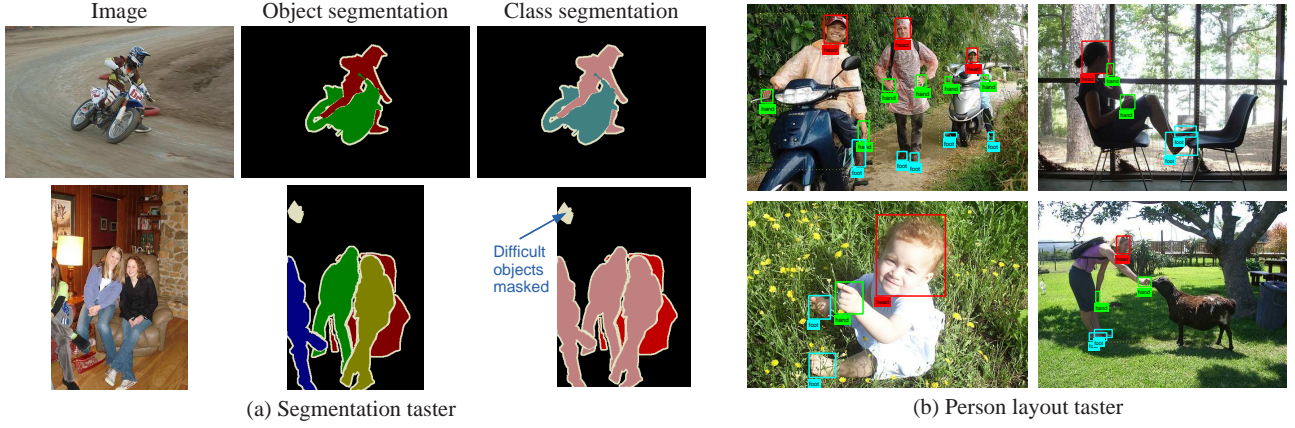 Image Object segmentation Class segmentation
Difficult
objects
masked
(a) Segmentation taster
head
head
head
hand
hand
hand
hand
hand
hand
foot
foot
foot
foot
foot
head
hand
hand
foot
foot
head
hand
foot
foot
head
hand
hand
foot
(b) Person layout taster